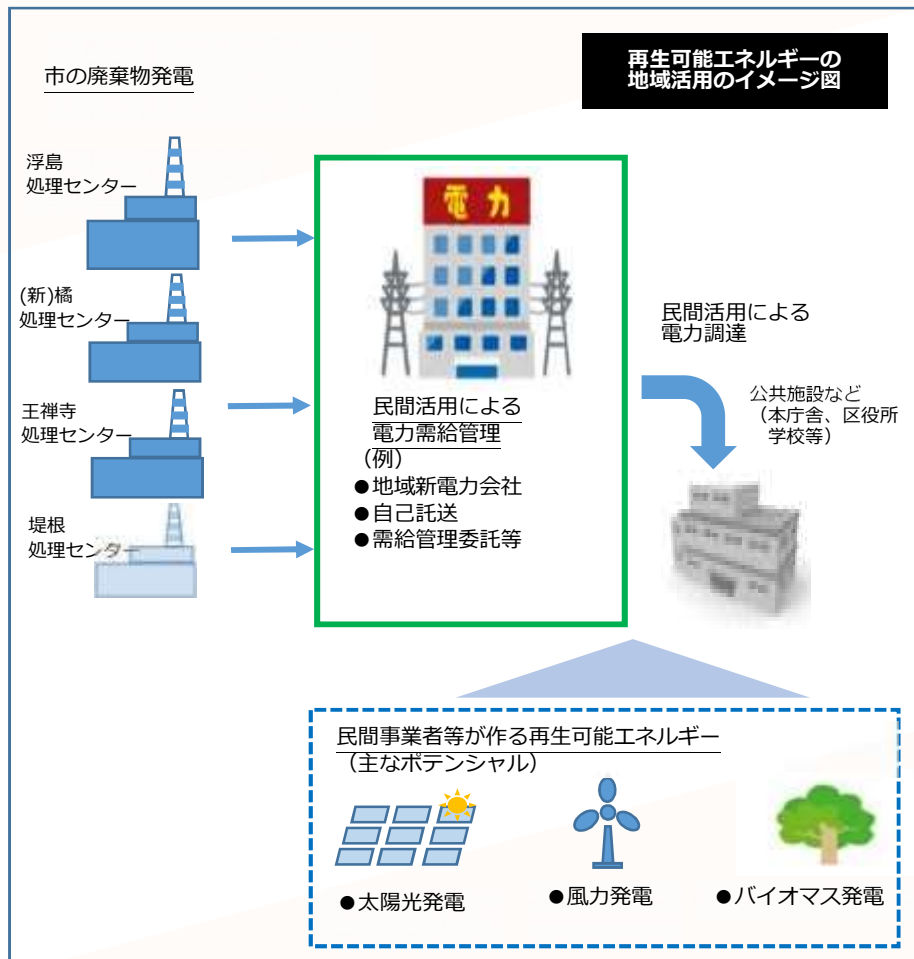 再生可能エネルギーの
地域活用のイメージ図
市の廃棄物発電
浮島
処理センター
(新)橘
処理センター
王禅寺
処理センター
堤根
処理センター
電力
民間活用による
電力需給管理
（例）
●地域新電力会社
●自己託送
●需給管理委託等
民間活用による
電力調達
公共施設など
（本庁舎、区役所
学校等）
民間事業者等が作る再生可能エネルギー
（主なポテンシャル）
●太陽光発電
●風力発電
●バイオマス発電